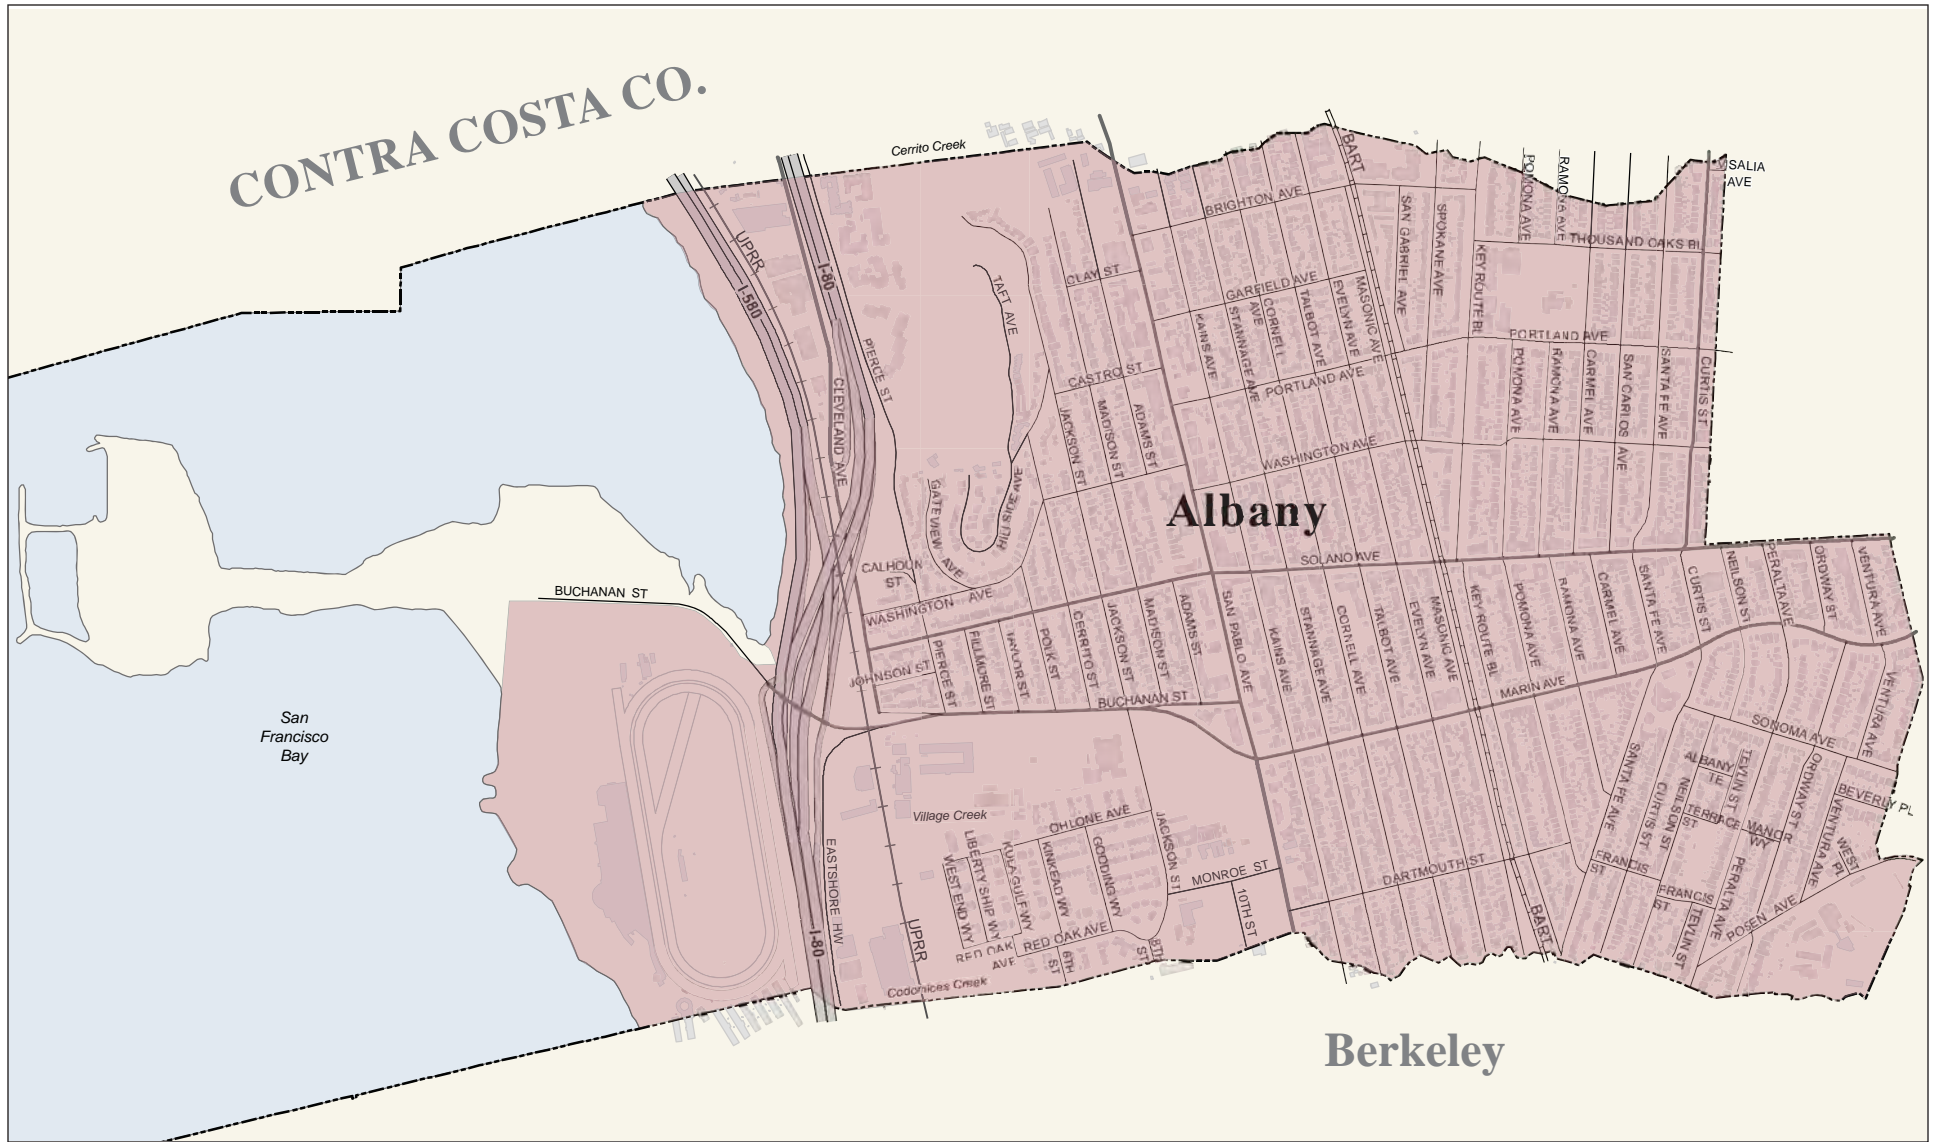 CONTRA COSTA CO.
Cerrito Creek
BART
POMONA AVE
RAMONA AVE
VISALIA
AVE
BRIGHTON AVE
SAN GABRIEL AVE
SPOKANE AVE
KEY ROUTE BL
THOUSAND OAKS BL
UPRR
I-580
I-80
CLAY ST
TAFT AVE
GARFIELD AVE
KAINS AVE
STANNAGE AVE
CORNELL
AVE
TALBOT AVE
EVELYN AVE
MASONIC AVE
PORTLAND AVE
PIERCE ST
CLEVELAND AVE
CASTRO ST
PORTLAND AVE
JACKSON ST
MADISON ST
ADAMS ST
POMONA AVE
RAMONA AVE
CARMEL AVE
SAN CARLOS AVE
SANTA FE AVE
CURTIS ST
WASHINGTON AVE
Albany
GATEVIEW AVE
HILLSIDE AVE
SOLANO AVE
CALHOUN
ST
WASHINGTON AVE
BUCHANAN ST
JOHNSON ST
PIERCE ST
FILLMORE ST
TAYLOR ST
POLK ST
CERRITO ST
JACKSON ST
MADISON ST
ADAMS ST
SAN PABLO AVE
KAINS AVE
STANNAGE AVE
CORNELL AVE
TALBOT AVE
EVELYN AVE
MASONIC AVE
KEY ROUTE BL
POMONA AVE
RAMONA AVE
CARMEL AVE
SANTA FE AVE
CURTIS ST
NEILSON ST
PERALTA AVE
ORDWAY ST
VENTURA AVE
BUCHANAN ST
MARIN AVE
VENTURA AVE
San
Francisco
Bay
SONOMA AVE
SANTA FE AVE
CURTIS ST
NEILSON ST
ALBANY
TE
TEVLIN ST
TERRACE
ST
MANOR
WY
ORDWAY ST
BEVERLY PL
VENTURA AVE
WEST
PL
Village Creek
OHLONE AVE
EASTSHORE HW
WEST END WY
LIBERTY SHIP WY
KULA GULF WY
KINKEAD WY
GOODING WY
JACKSON ST
MONROE ST
10TH ST
DARTMOUTH ST
FRANCIS
ST
FRANCIS
ST
PERALTA AVE
TEVLIN ST
POSEN AVE
BART
I-80
UPRR
RED OAK
AVE
RED OAK AVE
6TH
ST
8TH
ST
Codornices Creek
Berkeley